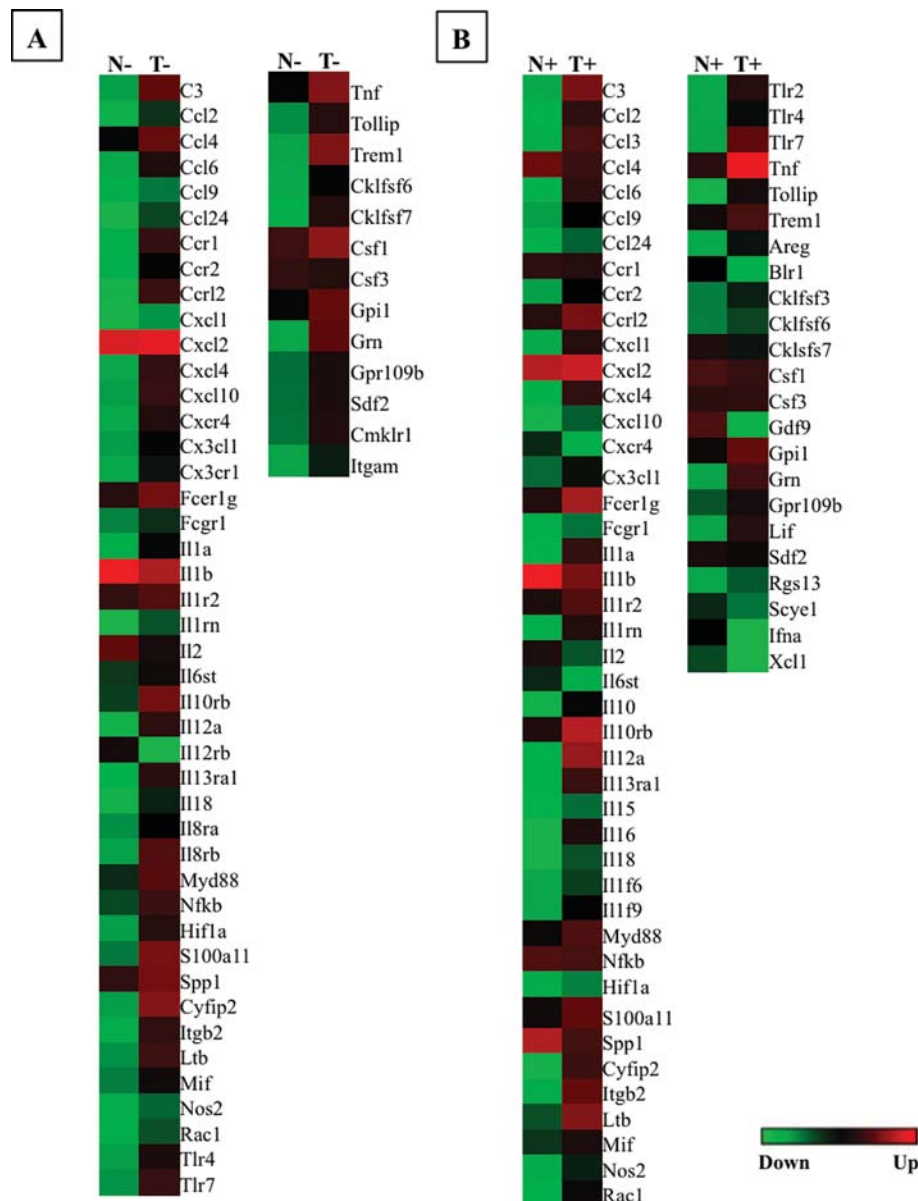 A
N- T-
C3
Ccl2
Ccl4
Ccl6
Ccl9
Ccl24
Ccr1
Ccr2
Ccrl2
Cxcl1
Cxcl2
Cxcl4
Cxcl10
Cxcr4
Cx3cl1
Cx3cr1
Fcer1g
Fcgr1
Il1a
Il1b
Il1r2
Il1rn
Il2
Il6st
Il10rb
Il12a
Il12rb
Il13ra1
Il18
Il8ra
Il8rb
Myd88
Nfkb
Hif1a
S100a11
Spp1
Cyfip2
Itgb2
Ltb
Mif
Nos2
Rac1
Tlr4
Tlr7
N- T-
Tnf
Tollip
Trem1
Cklfsf6
Cklfsf7
Csf1
Csf3
Gpi1
Grn
Gpr109b
Sdf2
Cmklr1
Itgam
B
N+ T+
C3
Ccl2
Ccl3
Ccl4
Ccl6
Ccl9
Ccl24
Ccr1
Ccr2
Ccrl2
Cxcl1
Cxcl2
Cxcl4
Cxcl10
Cxcr4
Cx3cl1
Fcer1g
Fcgr1
Il1a
Il1b
Il1r2
Il1rn
Il2
Il6st
Il10
Il10rb
Il12a
Il13ra1
Il15
Il16
Il18
Il1f6
Il1f9
Myd88
Nfkb
Hif1a
S100a11
Spp1
Cyfip2
Itgb2
Ltb
Mif
Nos2
Rac1
N+ T+
Tlr2
Tlr4
Tlr7
Tnf
Tollip
Trem1
Areg
Blr1
Cklfsf3
Cklfsf6
Cklsfs7
Csf1
Csf3
Gdf9
Gpi1
Grn
Gpr109b
Lif
Sdf2
Rgs13
Scye1
Ifna
Xcl1
Down Up